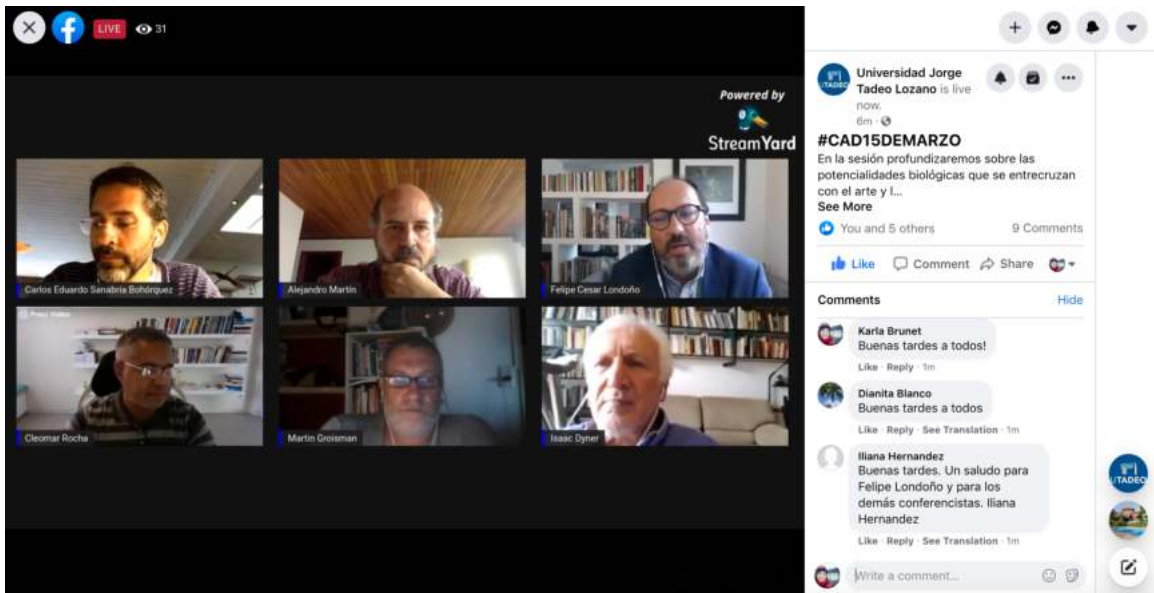 LIVE 31
Powered by
StreamYard
Carlos Eduardo Sanabria Bohórquez
Alejandro Martín
Felipe Cesar Londoño
Cleomar Rocha
Martin Groisman
Isaac Dyner
UTADEO
Universidad Jorge
Tadeo Lozano is live
now.
6m
#CAD15DEMARZO
En la sesión profundizaremos sobre las
potencialidades biológicas que se entrecruzan
con el arte y l...
See More
You and 5 others 9 Comments
Like Comment Share
Comments Hide
Karla Brunet
Buenas tardes a todos!
Like · Reply · 1m
Dianita Blanco
Buenas tardes a todos
Like · Reply · See Translation · 1m
Iliana Hernandez
Buenas tardes. Un saludo para
Felipe Londoño y para los
demás conferencistas. Iliana
Hernandez
Like · Reply · See Translation · 1m
Write a comment...
UTADEO